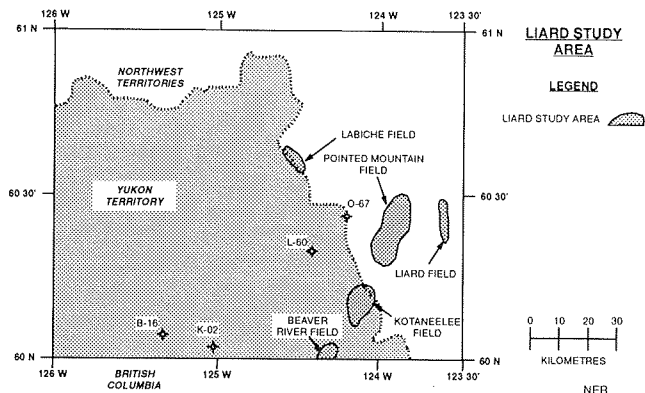 126 W
125 W
124 W
123 30'
61 N
61 N
LIARD STUDY
AREA
NORTHWEST
TERRITORIES
LEGEND
LIARD STUDY AREA
LABICHE FIELD
POINTED MOUNTAIN
FIELD
60 30'
60 30'
YUKON
TERRITORY
O-67
L-60
LIARD FIELD
B-16
K-02
BEAVER
RIVER FIELD
KOTANEELEE
FIELD
0 10 20 30
KILOMETRES
60 N
60 N
126 W
BRITISH
COLUMBIA
125 W
124 W
123 30'
NEB